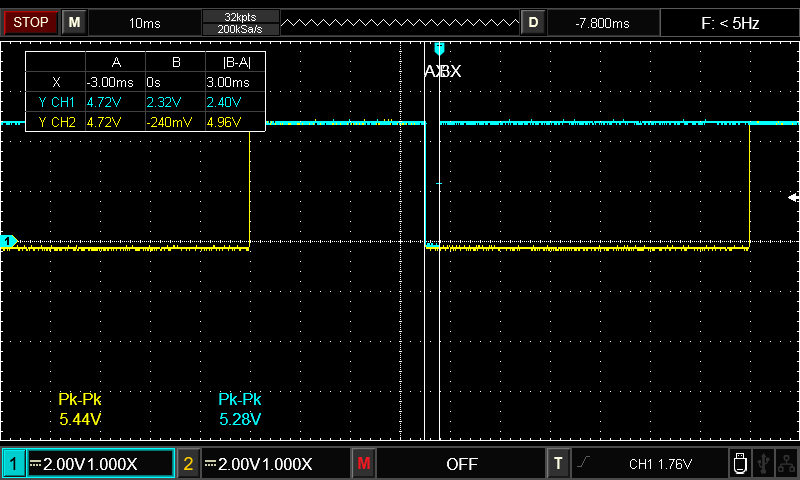 STOP M 10ms 32kpts D -7.800ms F: < 5Hz
200kSa/s
A B |B-A|
X -3.00ms 0s 3.00ms
Y CH1 4.72V 2.32V 2.40V
Y CH2 4.72V -240mV 4.96V
AX BX
1
Pk-Pk Pk-Pk
5.44V 5.28V
1 2.00V 1.000X 2 2.00V 1.000X M OFF T CH1 1.76V